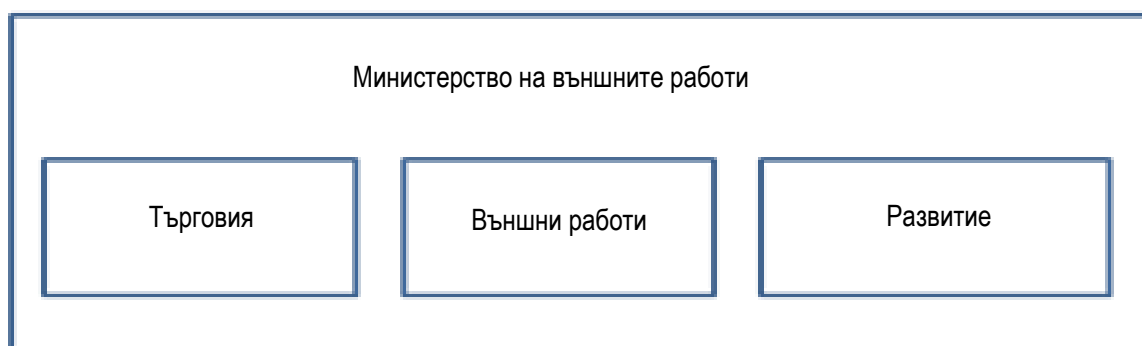 Министерство на външните работи
Търговия
Външни работи
Развитие